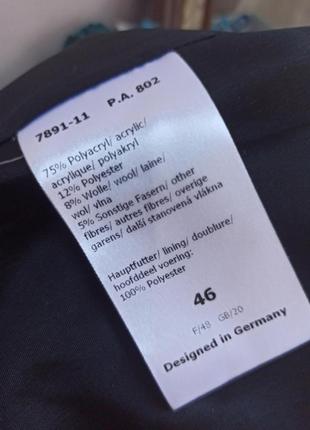 7891-11 P.A. 802
75% Polyacryl/ acrylic/
acrylique/ polyakryl
12% Polyester
8% Wolle/ wool/ laine/
wol/ vlna
5% Sonstige Fasern/ other
fibres/ autres fibres/ overige
garens/ další stanovená vlákna
Hauptfutter/ lining/ doublure/
hoofddeel voering:
100% Polyester
46
F/48 GB/20
Designed in Germany